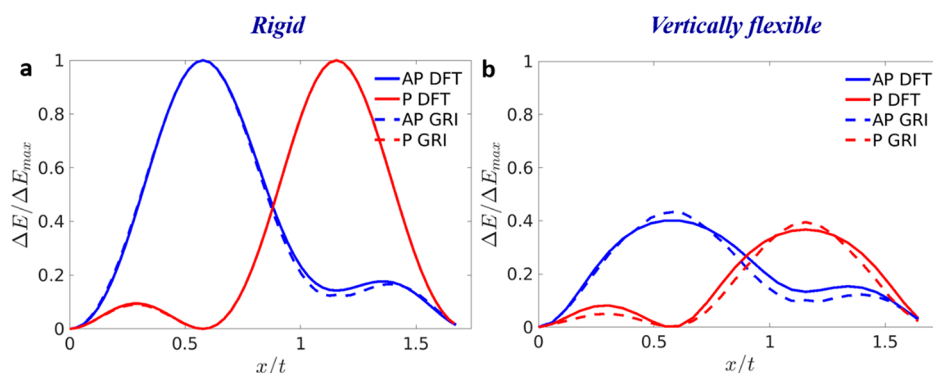 Rigid
Vertically flexible
a
AP DFT
P DFT
AP GRI
P GRI
ΔE/ΔE_max
1
0.8
0.6
0.4
0.2
0
0
0.5
1
1.5
x/t
b
AP DFT
P DFT
AP GRI
P GRI
ΔE/ΔE_max
1
0.8
0.6
0.4
0.2
0
0
0.5
1
1.5
x/t